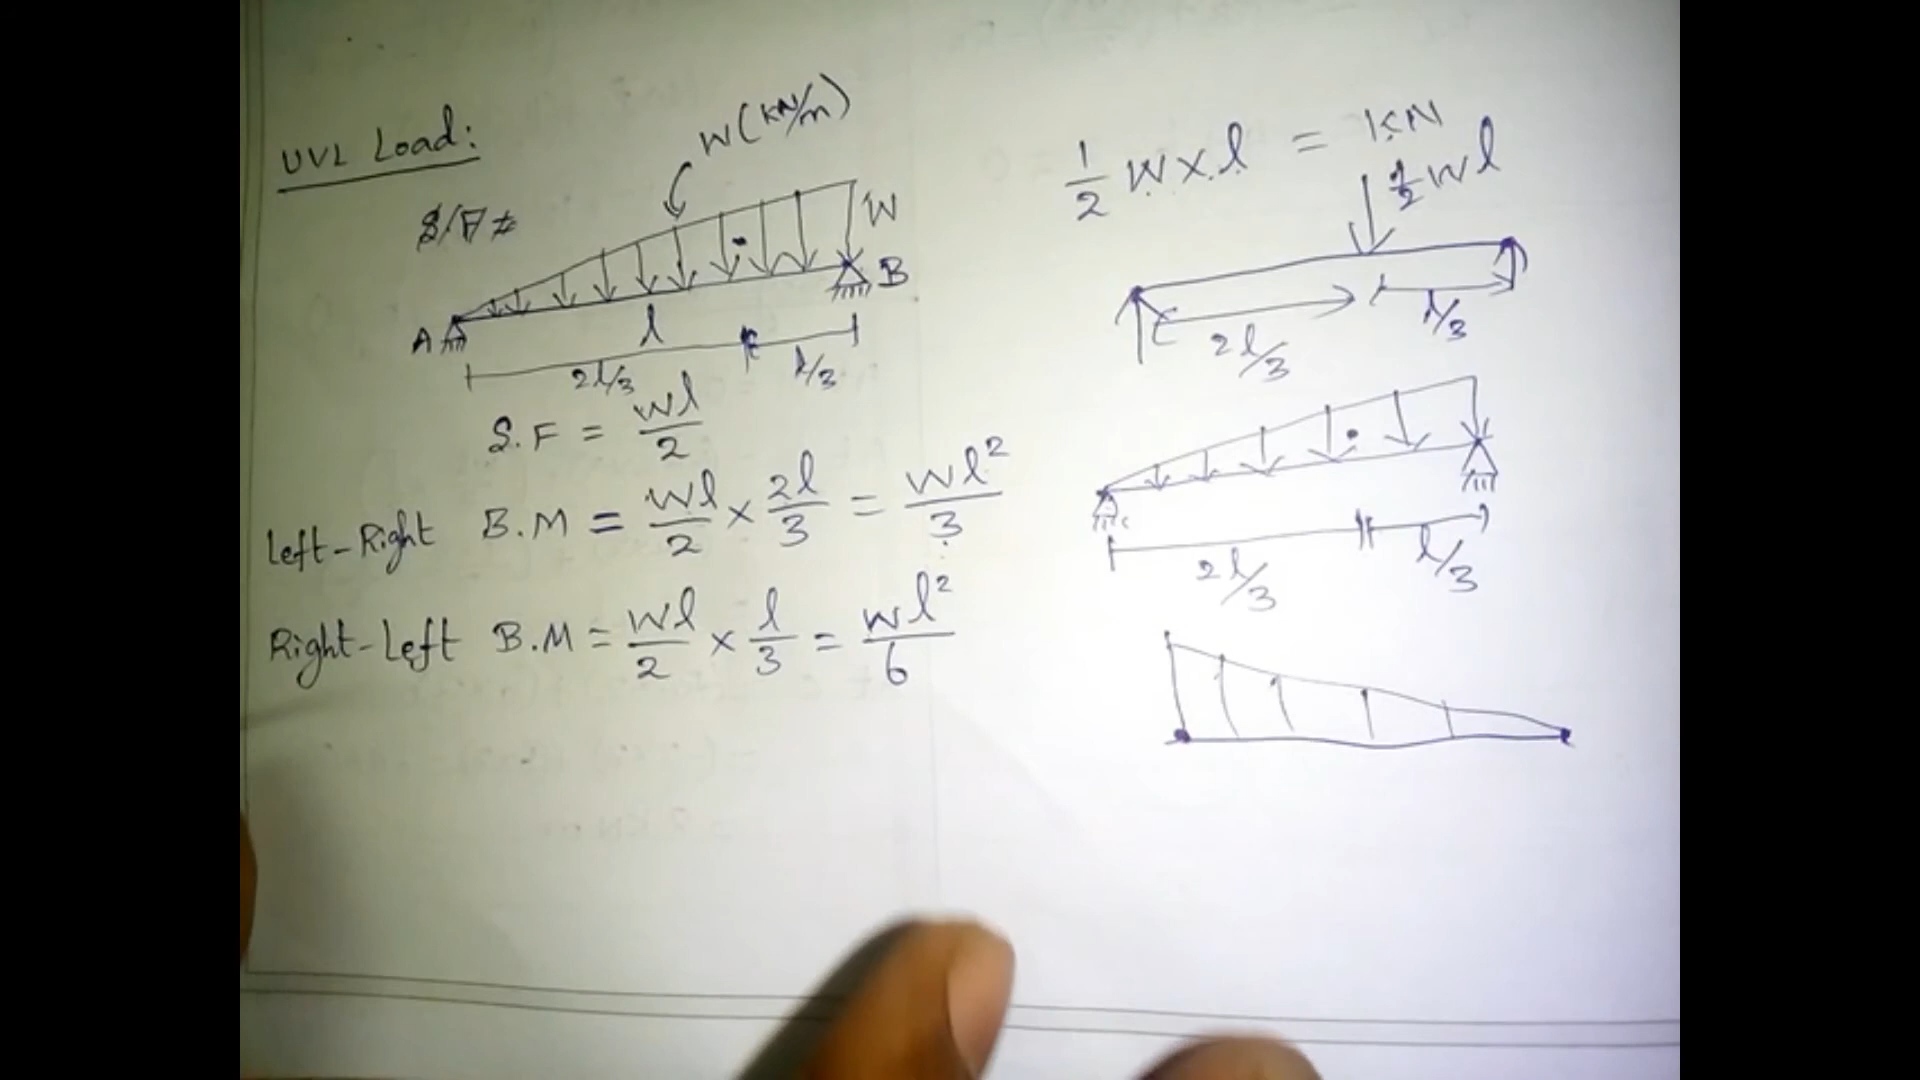 UVL Load:
W(kN/m)
S/F
W
A
B
l
2l/3
l/3
S.F = Wl/2
Left-Right B.M = Wl/2 × 2l/3 = Wl²/3
Right-Left B.M = Wl/2 × l/3 = Wl²/6
1/2 W × l = KN
1/2 Wl
2l/3
l/3
2l/3
l/3